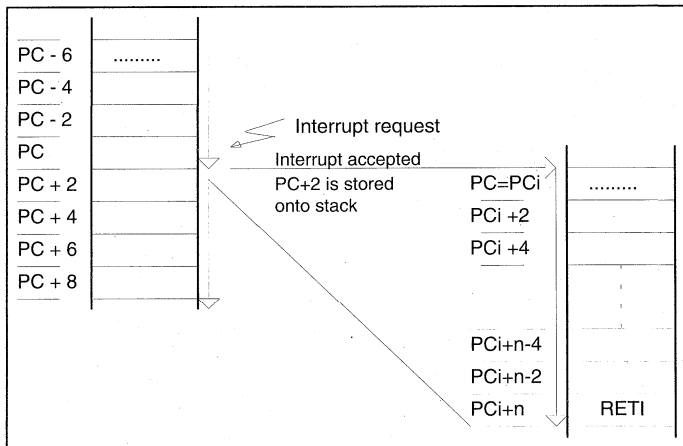 PC - 6
.........
PC - 4
PC - 2
PC
PC + 2
PC + 4
PC + 6
PC + 8
Interrupt request
Interrupt accepted
PC+2 is stored
onto stack
PC=PCi
.........
PCi +2
PCi +4
PCi+n-4
PCi+n-2
PCi+n
RETI